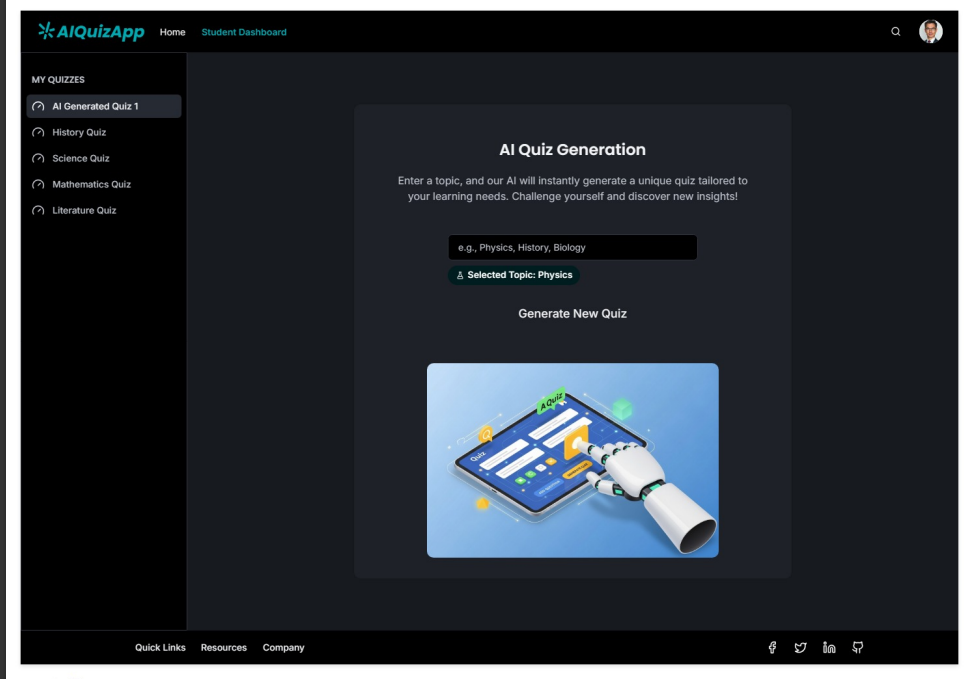 AIQuizApp Home Student Dashboard
MY QUIZZES
AI Generated Quiz 1
History Quiz
Science Quiz
Mathematics Quiz
Literature Quiz
AI Quiz Generation
Enter a topic, and our AI will instantly generate a unique quiz tailored to
your learning needs. Challenge yourself and discover new insights!
e.g., Physics, History, Biology
Selected Topic: Physics
Generate New Quiz
A Quiz
Quiz
Quick Links Resources Company